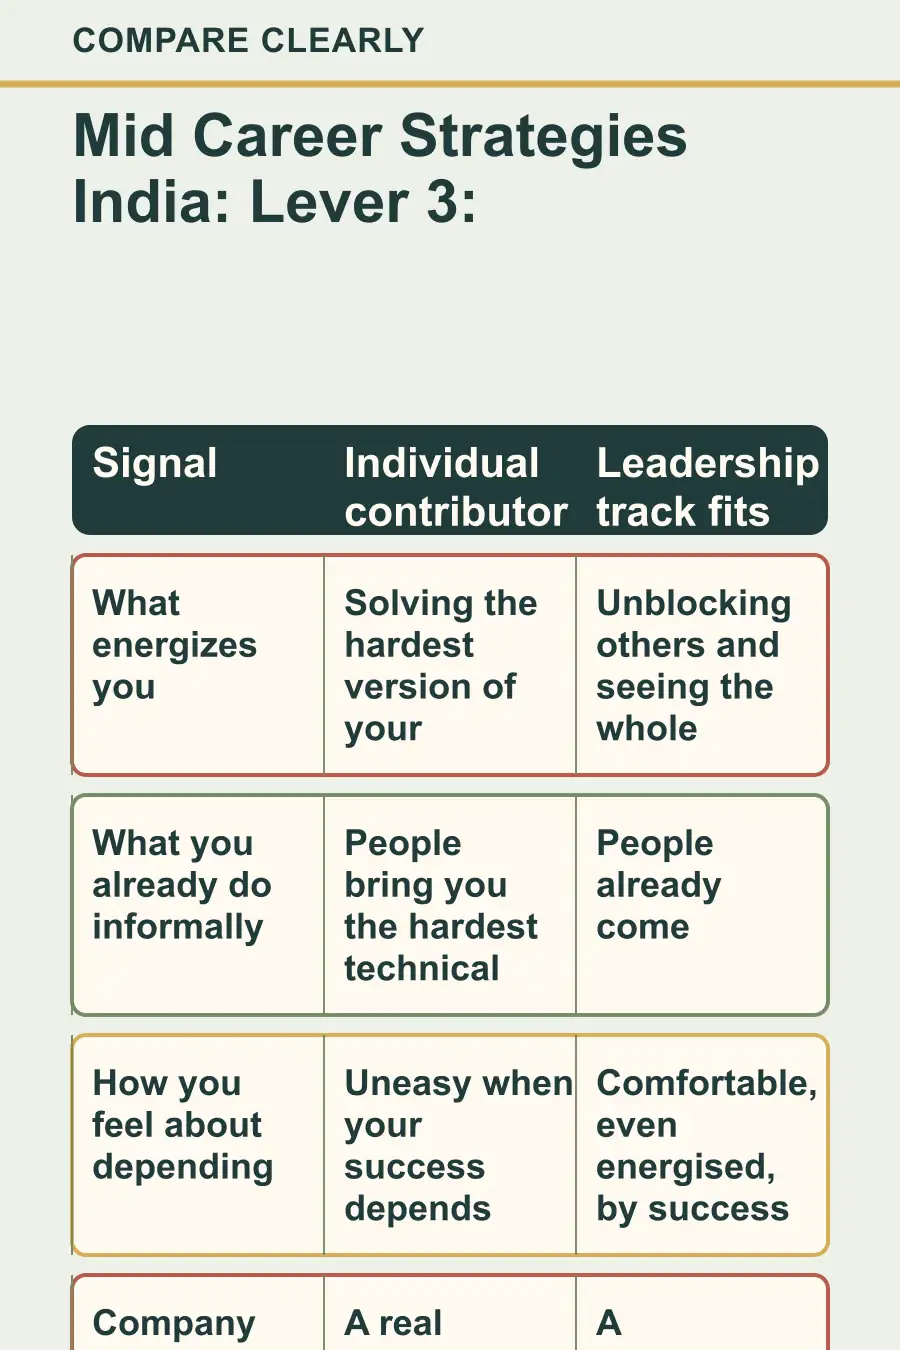 COMPARE CLEARLY
Mid Career Strategies
India: Lever 3:
Signal
Individual
contributor
Leadership
track fits
What
energizes
you
Solving the
hardest
version of
your
Unblocking
others and
seeing the
whole
What you
already do
informally
People
bring you
the hardest
technical
People
already
come
How you
feel about
depending
Uneasy when
your
success
depends
Comfortable,
even
energised,
by success
Company
A real
A